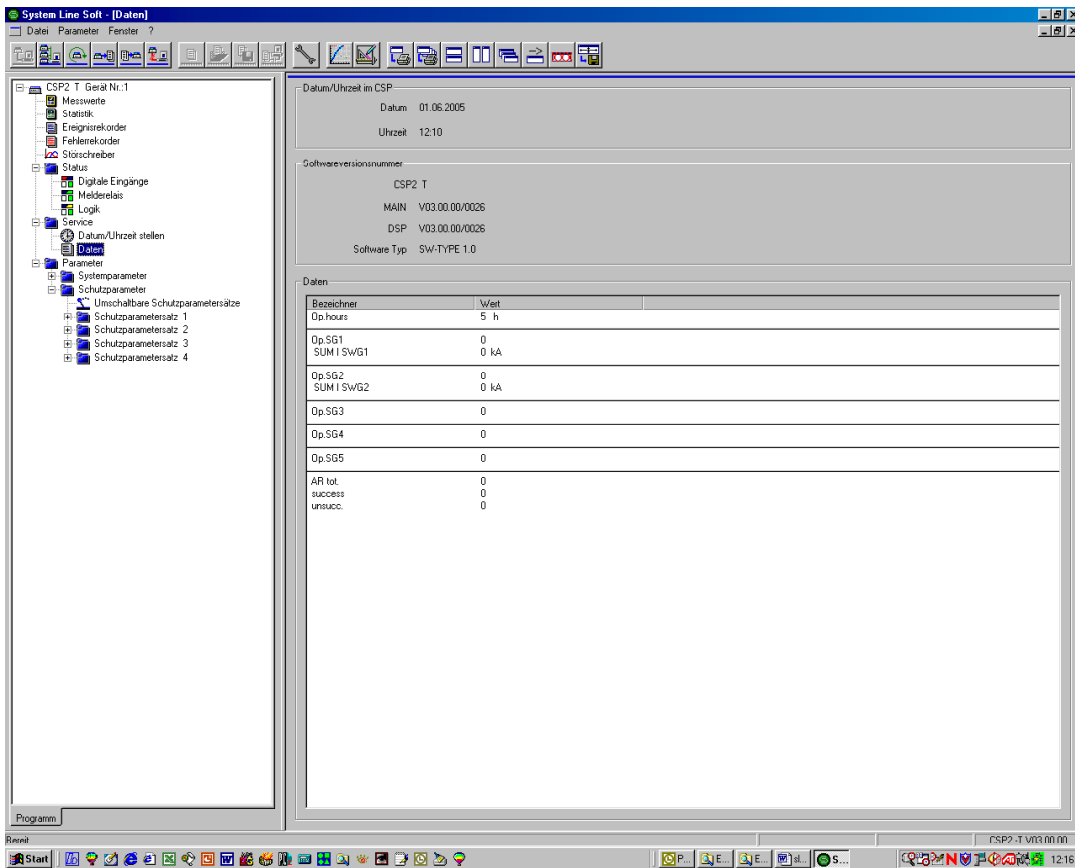 System Line Soft - [Daten]
Datei Parameter Fenster ?
CSP2 T Gerät Nr.:1
Messwerte
Statistik
Ereignisrekorder
Fehlerrekorder
Störschreiber
Status
Digitale Eingänge
Melderelais
Logik
Service
Datum/Uhrzeit stellen
Daten
Parameter
Systemparameter
Schutzparameter
Umschaltbare Schutzparametersätze
Schutzparametersatz 1
Schutzparametersatz 2
Schutzparametersatz 3
Schutzparametersatz 4
Programm
Datum/Uhrzeit im CSP
Datum 01.06.2005
Uhrzeit 12:10
Softwareversionsnummer
CSP2 T
MAIN V03.00.00/0026
DSP V03.00.00/0026
Software Typ SW-TYPE 1.0
Daten
Bezeichner Wert
Op.hours 5 h
Op.SG1 0
SUM I SWG1 0 kA
Op.SG2 0
SUM I SWG2 0 kA
Op.SG3 0
Op.SG4 0
Op.SG5 0
AR tot. 0
success 0
unsucc. 0
Bereit CSP2 -T V03.00.00
Start P... E... E... sl... S... 12:16